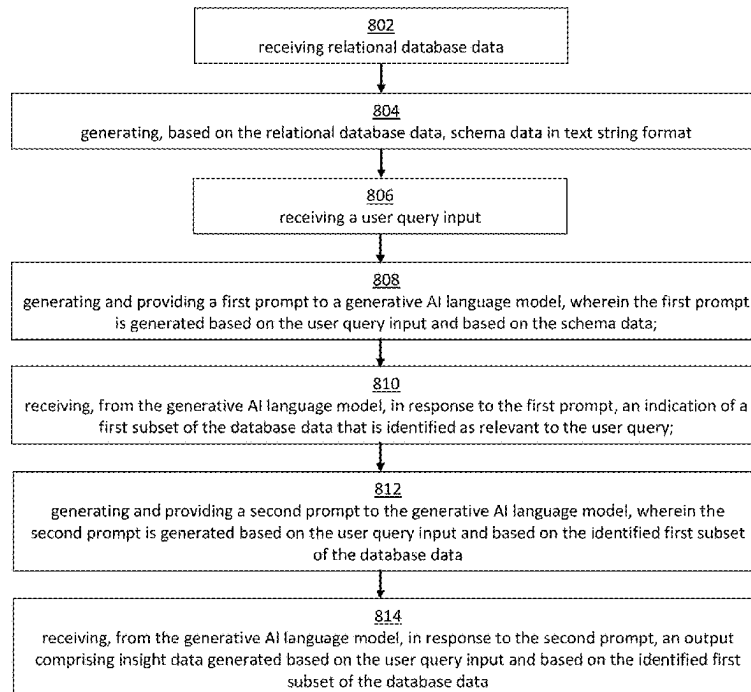 802
receiving relational database data
804
generating, based on the relational database data, schema data in text string format
806
receiving a user query input
808
generating and providing a first prompt to a generative AI language model, wherein the first prompt
is generated based on the user query input and based on the schema data;
810
receiving, from the generative AI language model, in response to the first prompt, an indication of a
first subset of the database data that is identified as relevant to the user query;
812
generating and providing a second prompt to the generative AI language model, wherein the
second prompt is generated based on the user query input and based on the identified first subset
of the database data
814
receiving, from the generative AI language model, in response to the second prompt, an output
comprising insight data generated based on the user query input and based on the identified first
subset of the database data